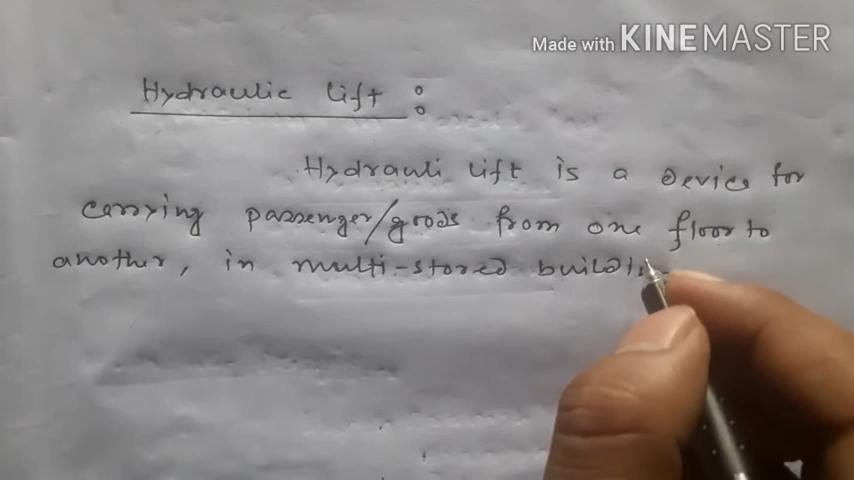 Made with KINEMASTER
Hydraulic lift :
Hydrauli lift is a device for
carrying passenger/goods from one floor to
another, in multi-stored buildin